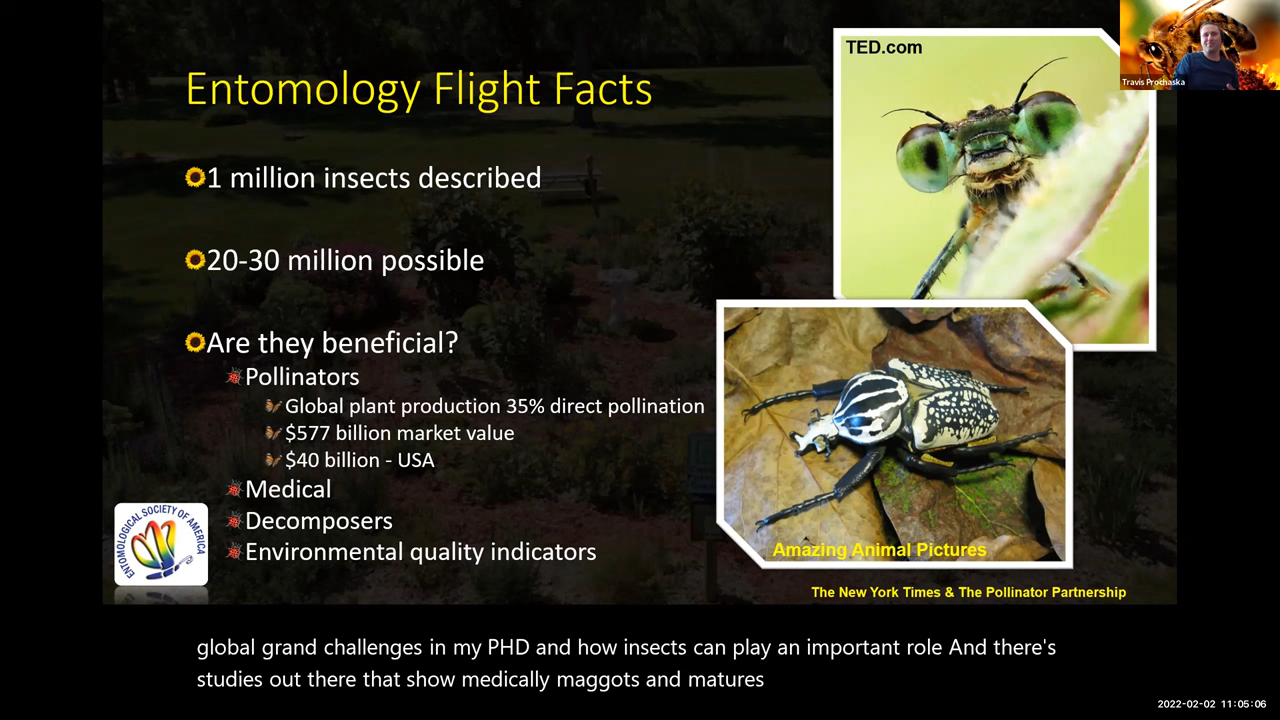 Entomology Flight Facts
1 million insects described
20-30 million possible
Are they beneficial?
Pollinators
Global plant production 35% direct pollination
$577 billion market value
$40 billion - USA
Medical
Decomposers
Environmental quality indicators
ENTOMOLOGICAL SOCIETY OF AMERICA
TED.com
Travis Prochaska
Amazing Animal Pictures
The New York Times & The Pollinator Partnership
global grand challenges in my PHD and how insects can play an important role And there's
studies out there that show medically maggots and matures
2022-02-02 11:05:06